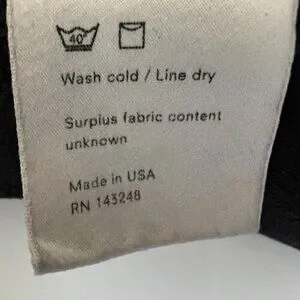 40
Wash cold / Line dry
Surplus fabric content
unknown
Made in USA
RN 143248